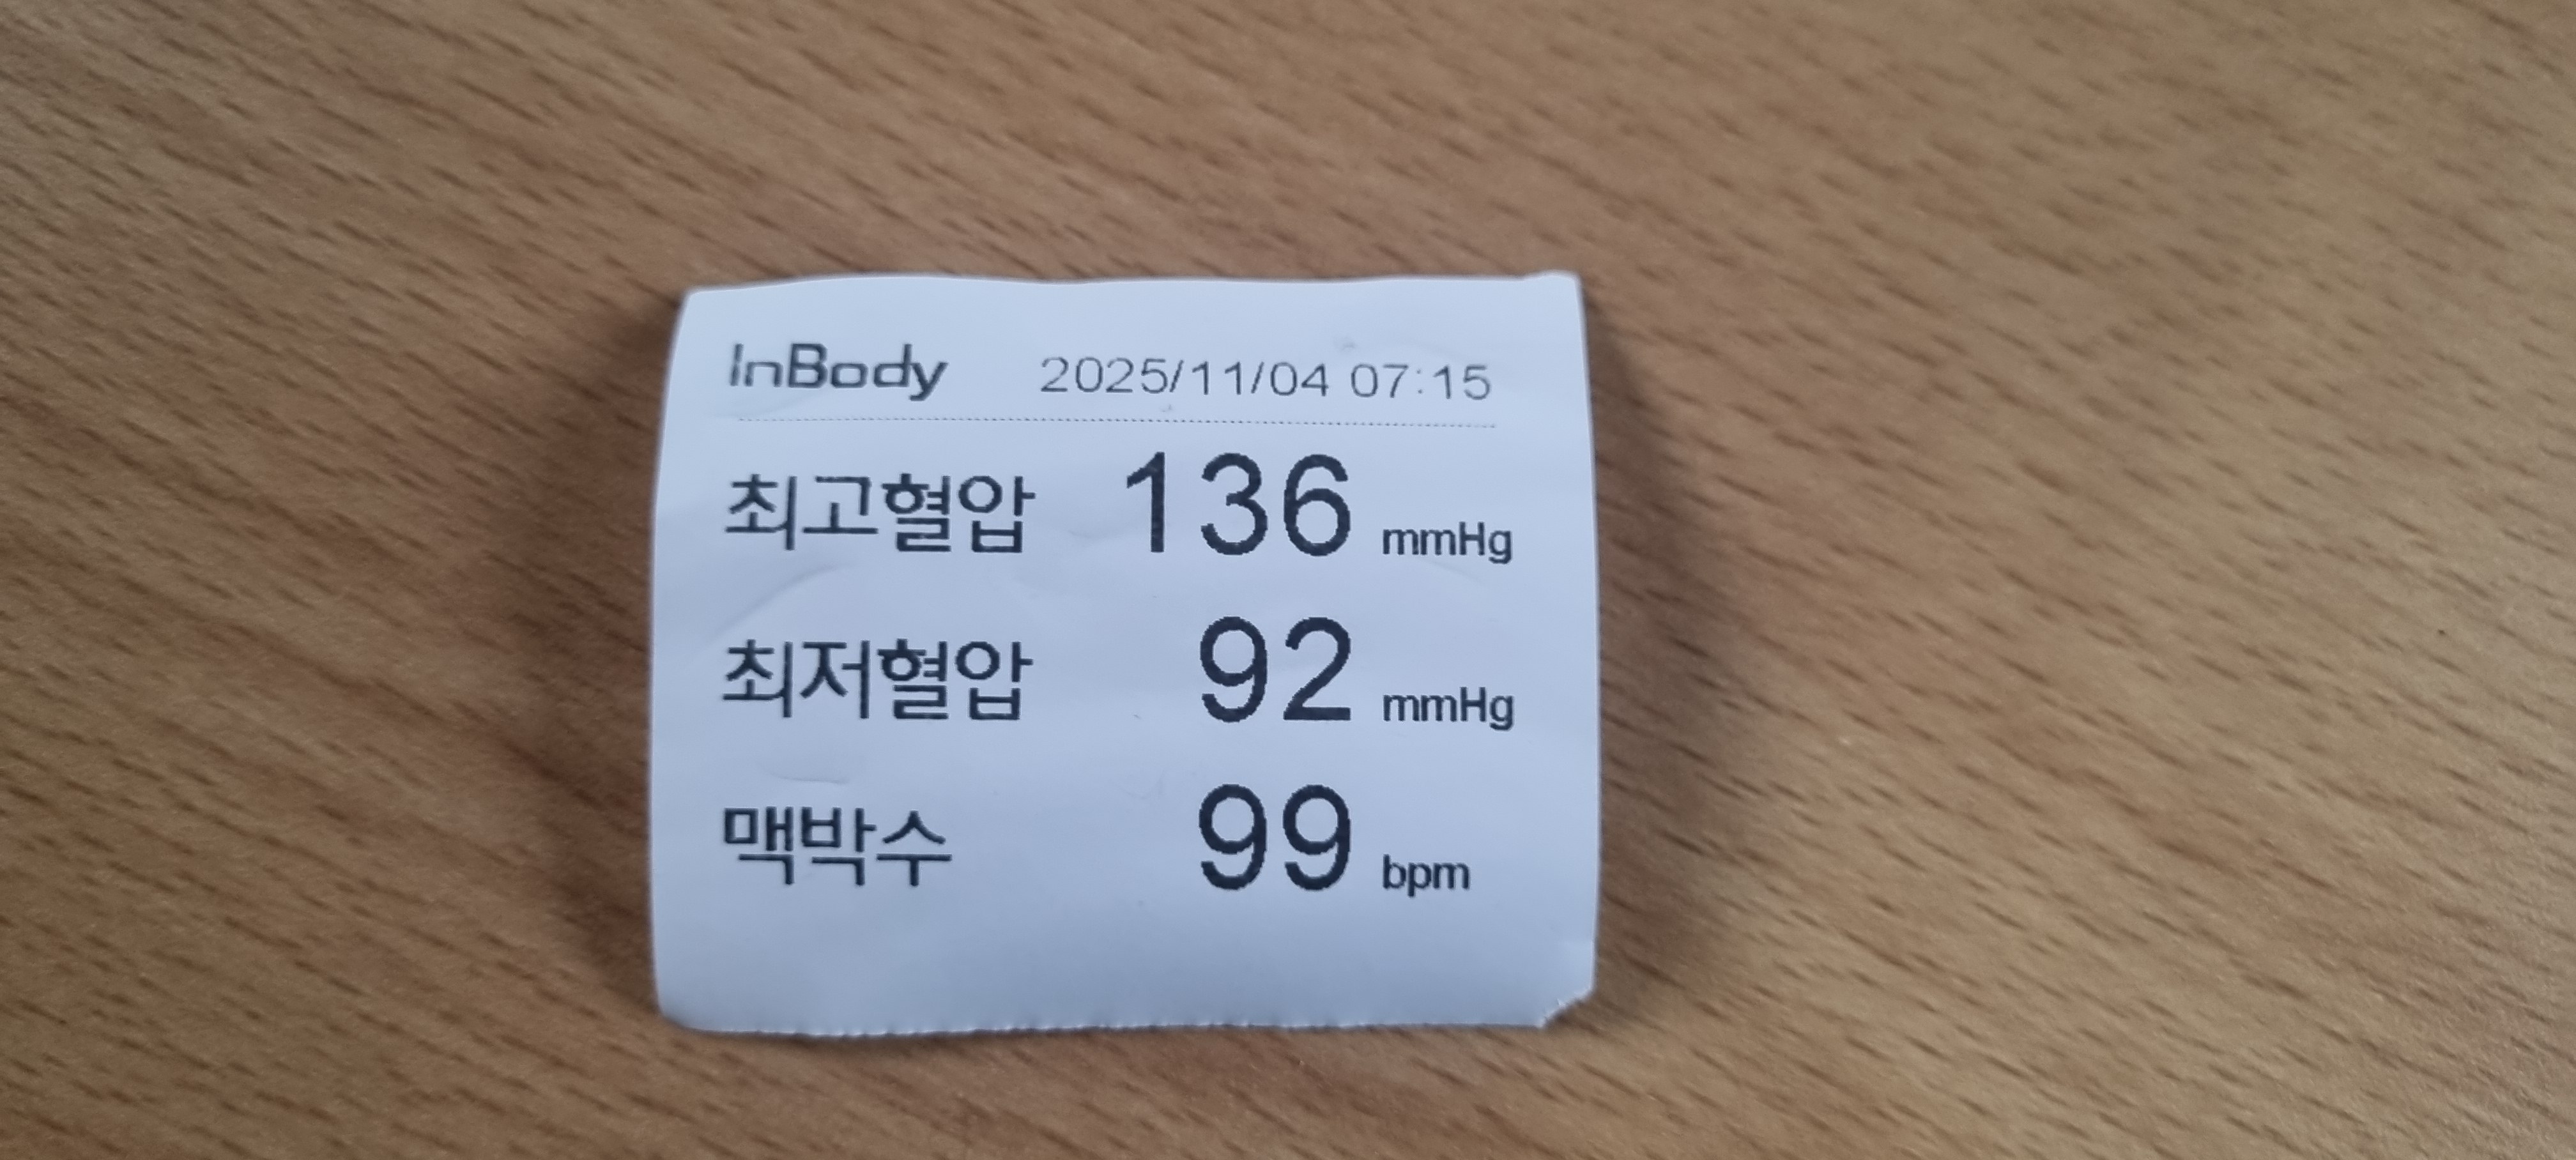 InBody 2025/11/04 07:15
최고혈압 136 mmHg
최저혈압 92 mmHg
맥박수 99 bpm